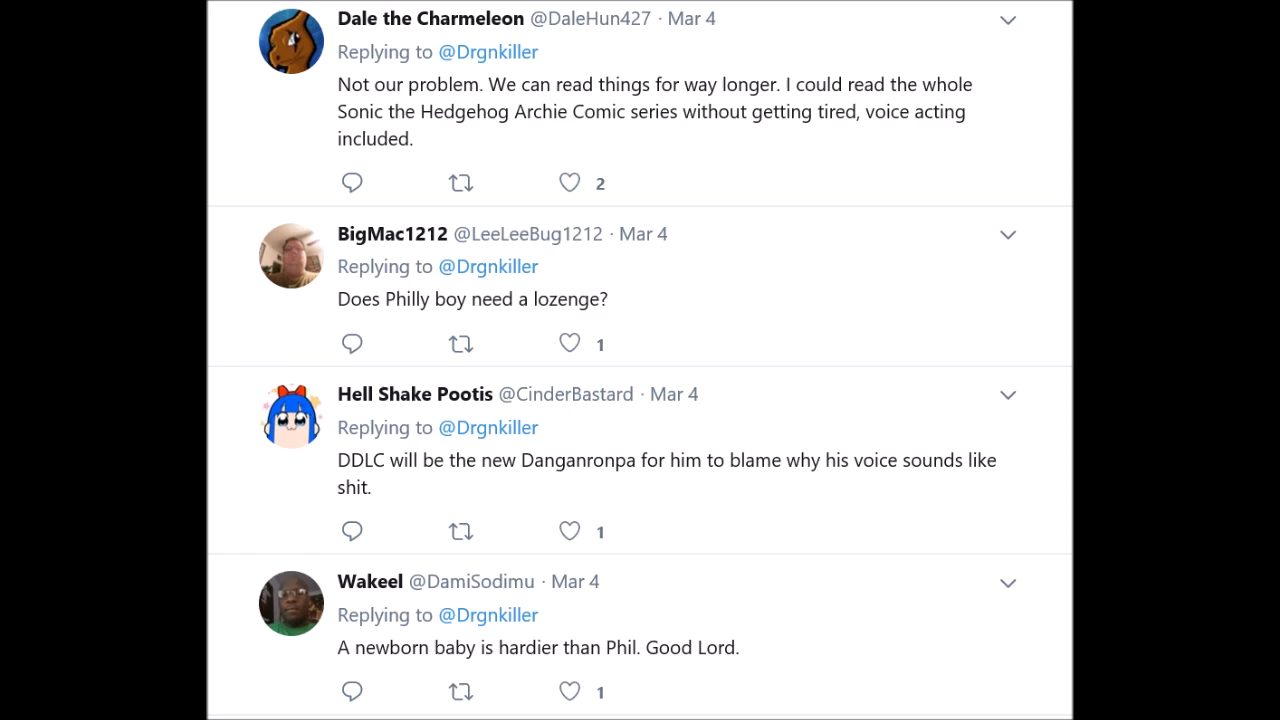 Dale the Charmeleon @DaleHun427 · Mar 4
Replying to @Drgnkiller
Not our problem. We can read things for way longer. I could read the whole
Sonic the Hedgehog Archie Comic series without getting tired, voice acting
included.
2
BigMac1212 @LeeLeeBug1212 · Mar 4
Replying to @Drgnkiller
Does Philly boy need a lozenge?
1
Hell Shake Pootis @CinderBastard · Mar 4
Replying to @Drgnkiller
DDLC will be the new Danganronpa for him to blame why his voice sounds like
shit.
1
Wakeel @DamiSodimu · Mar 4
Replying to @Drgnkiller
A newborn baby is hardier than Phil. Good Lord.
1